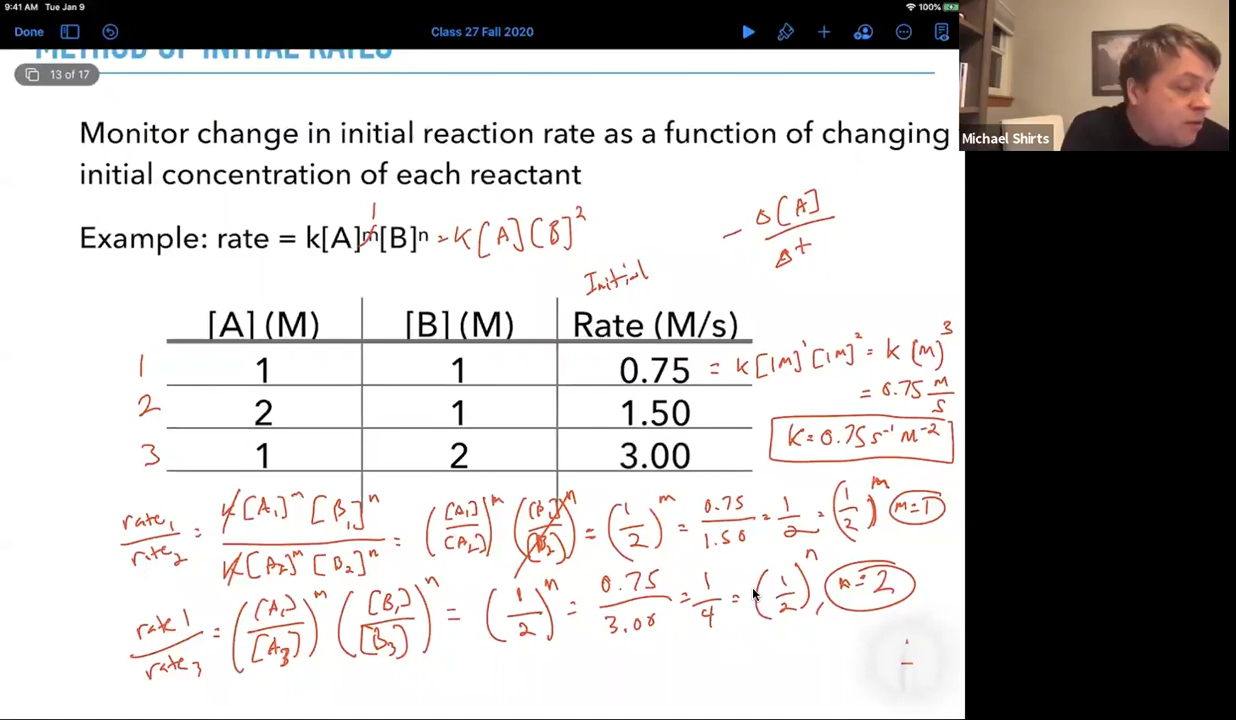 9:41 AM Tue Jan 9
100%
Done
Class 27 Fall 2020
METHOD OF INITIAL RATES
13 of 17
Michael Shirts
Monitor change in initial reaction rate as a function of changing
initial concentration of each reactant
- Δ[A] / Δt
1
Example: rate = k[A]m[B]n = K[A][B]²
Initial
[A] (M) [B] (M) Rate (M/s)
1 1 1 0.75 = K[1M]¹[1M]² = K (M)³
= 0.75 M/S
2 2 1 1.50
K = 0.75 s⁻¹ M⁻²
3 1 2 3.00
rate₁/rate₂ = K[A₁]ᵐ[B₁]ⁿ / K[A₂]ᵐ[B₂]ⁿ = ([A₁]/[A₂])ᵐ ([B₁]/[B₂])ⁿ = (1/2)ᵐ = 0.75/1.50 = 1/2 = (1/2)ᵐ m=1
rate1/rate₃ = ([A₁]/[A₃])ᵐ ([B₁]/[B₃])ⁿ = (1/2)ⁿ = 0.75/3.00 = 1/4 = (1/2)ⁿ, n=2